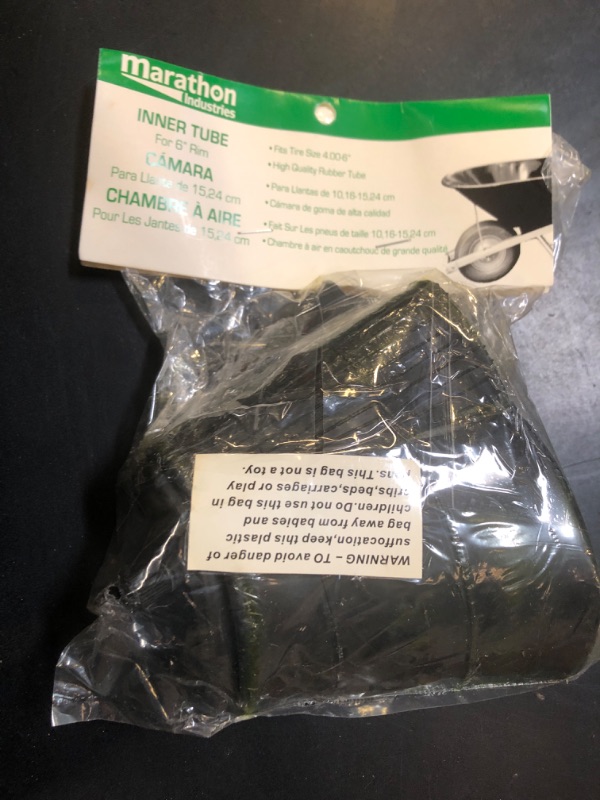 marathon
Industries
INNER TUBE
For 6" Rim
CÁMARA
Para Llanta de 15,24 cm
CHAMBRE À AIRE
Pour Les Jantes de 15,24 cm
• Fits Tire Size 4.00-6"
• High Quality Rubber Tube
• Para Llantas de 10,16-15,24 cm
• Cámara de goma de alta calidad
• Fait Sur Les pneus de taille 10,16-15,24 cm
• Chambre à air en caoutchouc de grande qualité
WARNING – TO avoid danger of
suffocation,keep this plastic
bag away from babies and
children.Do not use this bag in
cribs,beds,carriages or play
pens.This bag is not a toy.